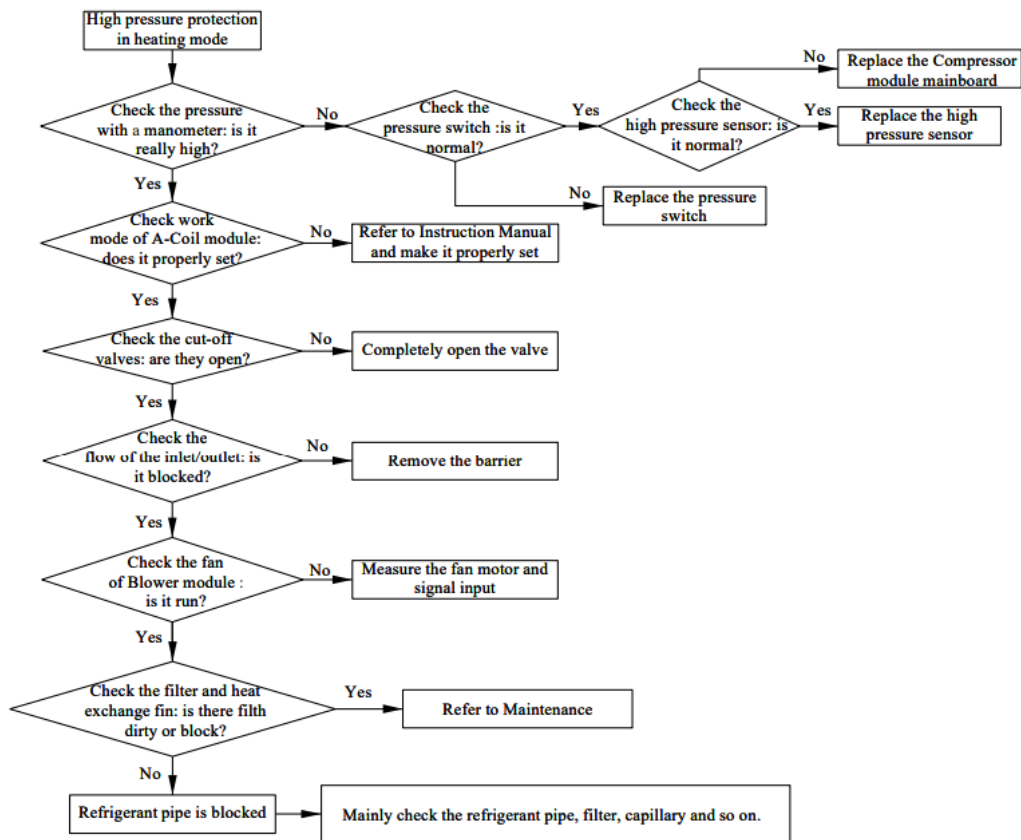 High pressure protection
in heating mode
Check the pressure
with a manometer: is it
really high?
No
Check the
pressure switch :is it
normal?
Yes
Check the
high pressure sensor: is
it normal?
No
Replace the Compressor
module mainboard
Yes
Replace the high
pressure sensor
No
Replace the pressure
switch
Yes
Check work
mode of A-Coil module:
does it properly set?
No
Refer to Instruction Manual
and make it properly set
Yes
Check the cut-off
valves: are they open?
No
Completely open the valve
Yes
Check the
flow of the inlet/outlet: is
it blocked?
No
Remove the barrier
Yes
Check the fan
of Blower module :
is it run?
No
Measure the fan motor and
signal input
Yes
Check the filter and heat
exchange fin: is there filth
dirty or block?
Yes
Refer to Maintenance
No
Refrigerant pipe is blocked
Mainly check the refrigerant pipe, filter, capillary and so on.